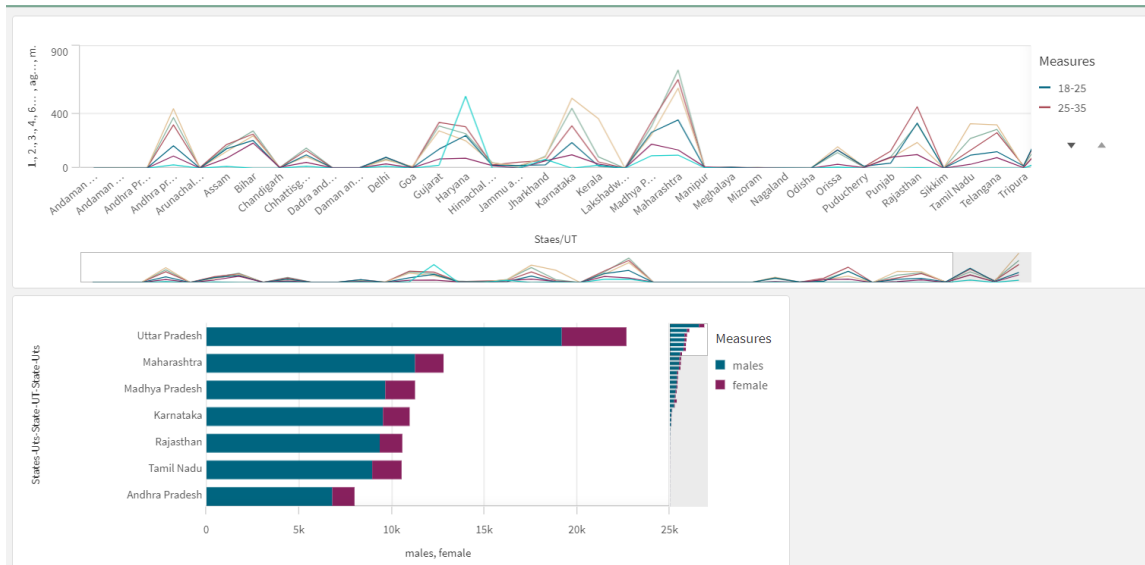 1., 2., 3., 4., 6... , ag..., m.
900
400
0
Measures
18-25
25-35
Andaman ...
Andaman ...
Andhra Pr...
Andhra pr...
Arunachal...
Assam
Bihar
Chandigarh
Chhattisg...
Dadra and...
Daman an...
Delhi
Goa
Gujarat
Haryana
Himachal ...
Jammu a...
Jharkhand
Karnataka
Kerala
Lakshadw...
Madhya P...
Maharashtra
Manipur
Meghalaya
Mizoram
Nagaland
Odisha
Orissa
Puducherry
Punjab
Rajasthan
Sikkim
Tamil Nadu
Telangana
Tripura
Staes/UT
States-Uts-State-UT-State-Uts
Uttar Pradesh
Maharashtra
Madhya Pradesh
Karnataka
Rajasthan
Tamil Nadu
Andhra Pradesh
0 5k 10k 15k 20k 25k
males, female
Measures
males
female